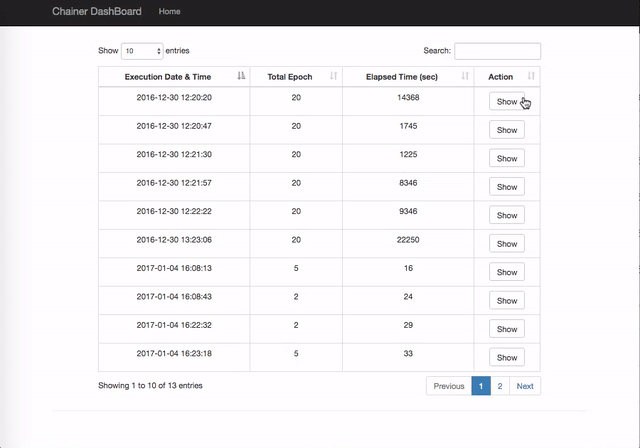 Chainer DashBoard Home
Show 10 entries Search:
Execution Date & Time Total Epoch Elapsed Time (sec) Action
2016-12-30 12:20:20 20 14368 Show
2016-12-30 12:20:47 20 1745 Show
2016-12-30 12:21:30 20 1225 Show
2016-12-30 12:21:57 20 8346 Show
2016-12-30 12:22:22 20 9346 Show
2016-12-30 13:23:06 20 22250 Show
2017-01-04 16:08:13 5 16 Show
2017-01-04 16:08:43 2 24 Show
2017-01-04 16:22:32 2 29 Show
2017-01-04 16:23:18 5 33 Show
Showing 1 to 10 of 13 entries Previous 1 2 Next